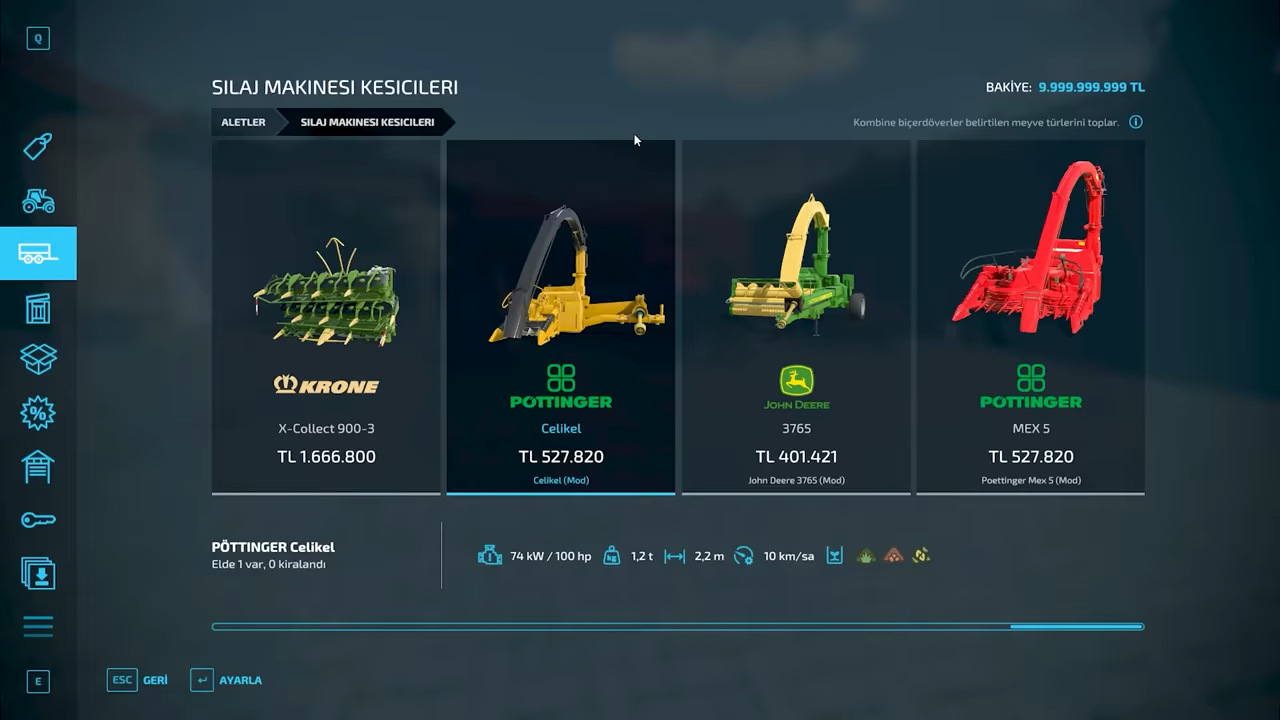 Q
SILAJ MAKINESI KESICILERI
BAKİYE: 9.999.999.999 TL
ALETLER
SILAJ MAKINESI KESICILERI
Kombine biçerdöverler belirtilen meyve türlerini toplar.
KRONE
X-Collect 900-3
TL 1.666.800
PÖTTINGER
Celikel
TL 527.820
Celikel (Mod)
JOHN DEERE
3765
TL 401.421
John Deere 3765 (Mod)
PÖTTINGER
MEX 5
TL 527.820
Poettinger Mex 5 (Mod)
PÖTTINGER Celikel
Elde 1 var, 0 kiralandı
74 kW / 100 hp
kg
1,2 t
2,2 m
10 km/sa
%
E
ESC GERİ
AYARLA